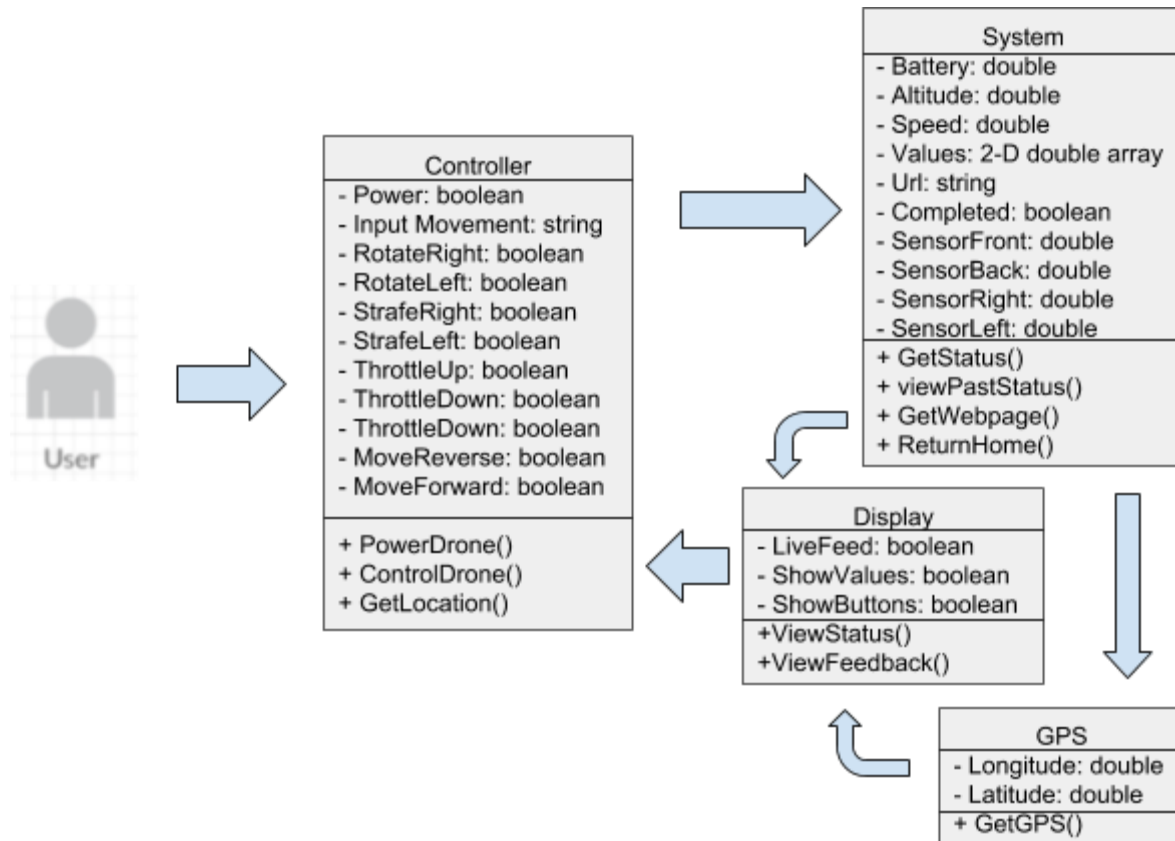 User
Controller
- Power: boolean
- Input Movement: string
- RotateRight: boolean
- RotateLeft: boolean
- StrafeRight: boolean
- StrafeLeft: boolean
- ThrottleUp: boolean
- ThrottleDown: boolean
- ThrottleDown: boolean
- MoveReverse: boolean
- MoveForward: boolean
+ PowerDrone()
+ ControlDrone()
+ GetLocation()
System
- Battery: double
- Altitude: double
- Speed: double
- Values: 2-D double array
- Url: string
- Completed: boolean
- SensorFront: double
- SensorBack: double
- SensorRight: double
- SensorLeft: double
+ GetStatus()
+ viewPastStatus()
+ GetWebpage()
+ ReturnHome()
Display
- LiveFeed: boolean
- ShowValues: boolean
- ShowButtons: boolean
+ViewStatus()
+ViewFeedback()
GPS
- Longitude: double
- Latitude: double
+ GetGPS()